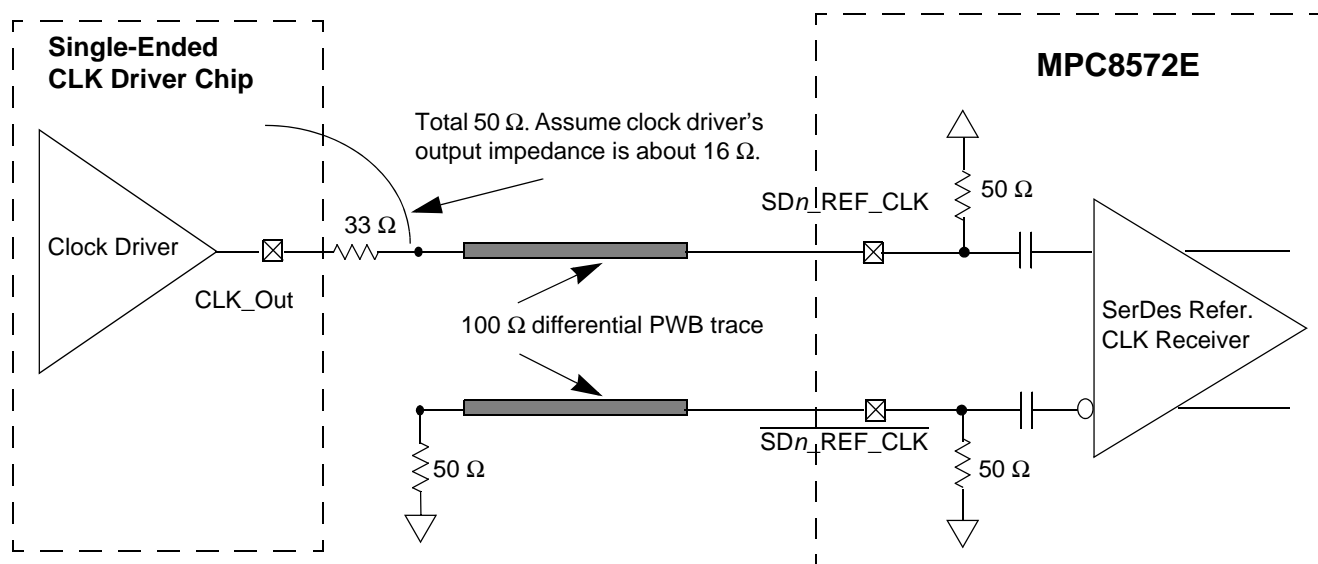 Single-Ended
CLK Driver Chip
MPC8572E
Total 50 Ω. Assume clock driver's
output impedance is about 16 Ω.
SDn_REF_CLK
50 Ω
33 Ω
Clock Driver
CLK_Out
100 Ω differential PWB trace
SerDes Refer.
CLK Receiver
SDn_REF_CLK
50 Ω
50 Ω